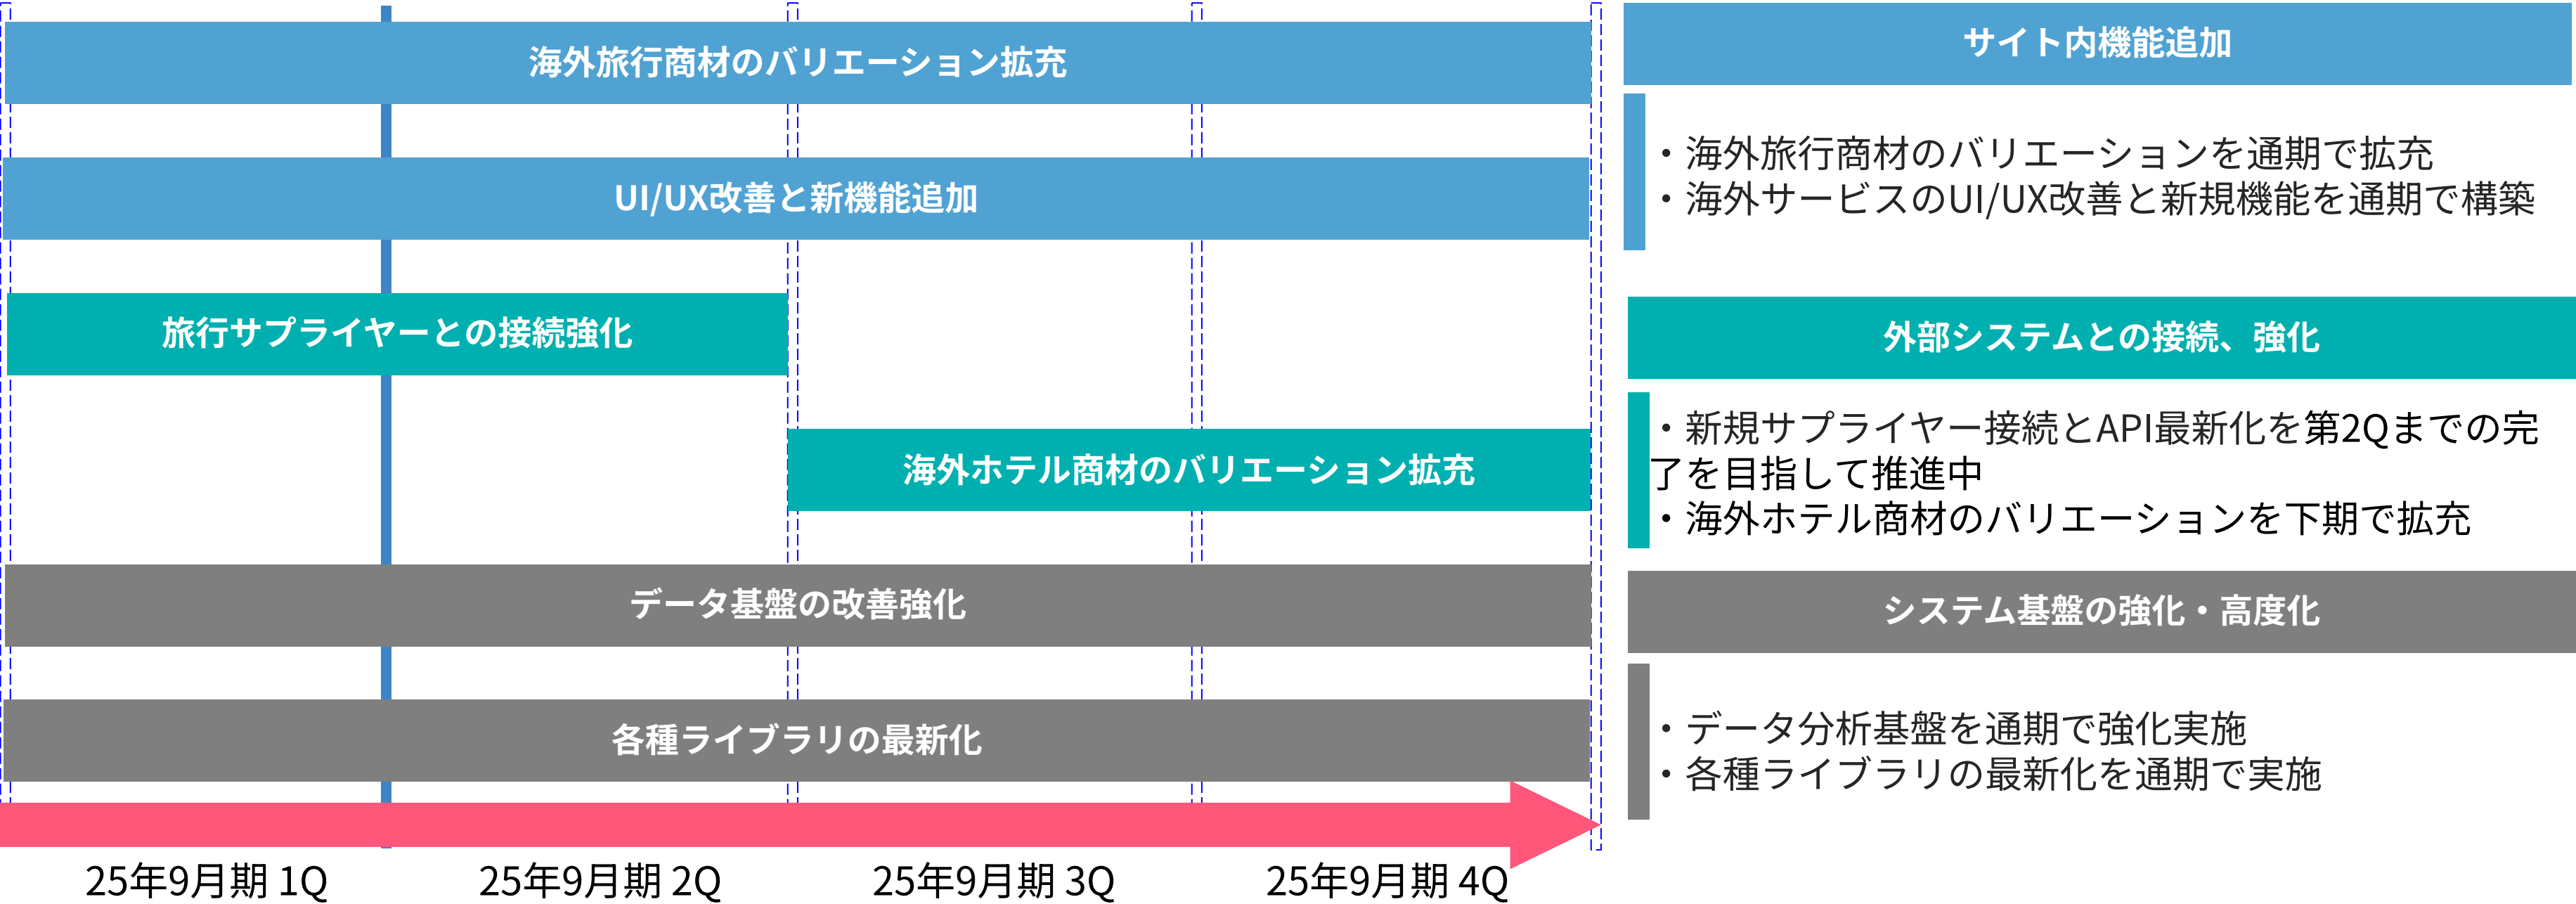 海外旅行商材のバリエーション拡充
UI/UX改善と新機能追加
旅行サプライヤーとの接続強化
海外ホテル商材のバリエーション拡充
データ基盤の改善強化
各種ライブラリの最新化
25年9月期 1Q
25年9月期 2Q
25年9月期 3Q
25年9月期 4Q
サイト内機能追加
・海外旅行商材のバリエーションを通期で拡充
・海外サービスのUI/UX改善と新規機能を通期で構築
外部システムとの接続、強化
・新規サプライヤー接続とAPI最新化を第2Qまでの完
了を目指して推進中
・海外ホテル商材のバリエーションを下期で拡充
システム基盤の強化・高度化
・データ分析基盤を通期で強化実施
・各種ライブラリの最新化を通期で実施